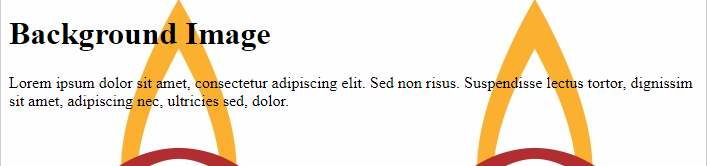 Background Image
Lorem ipsum dolor sit amet, consectetur adipiscing elit. Sed non risus. Suspendisse lectus tortor, dignissim
sit amet, adipiscing nec, ultricies sed, dolor.